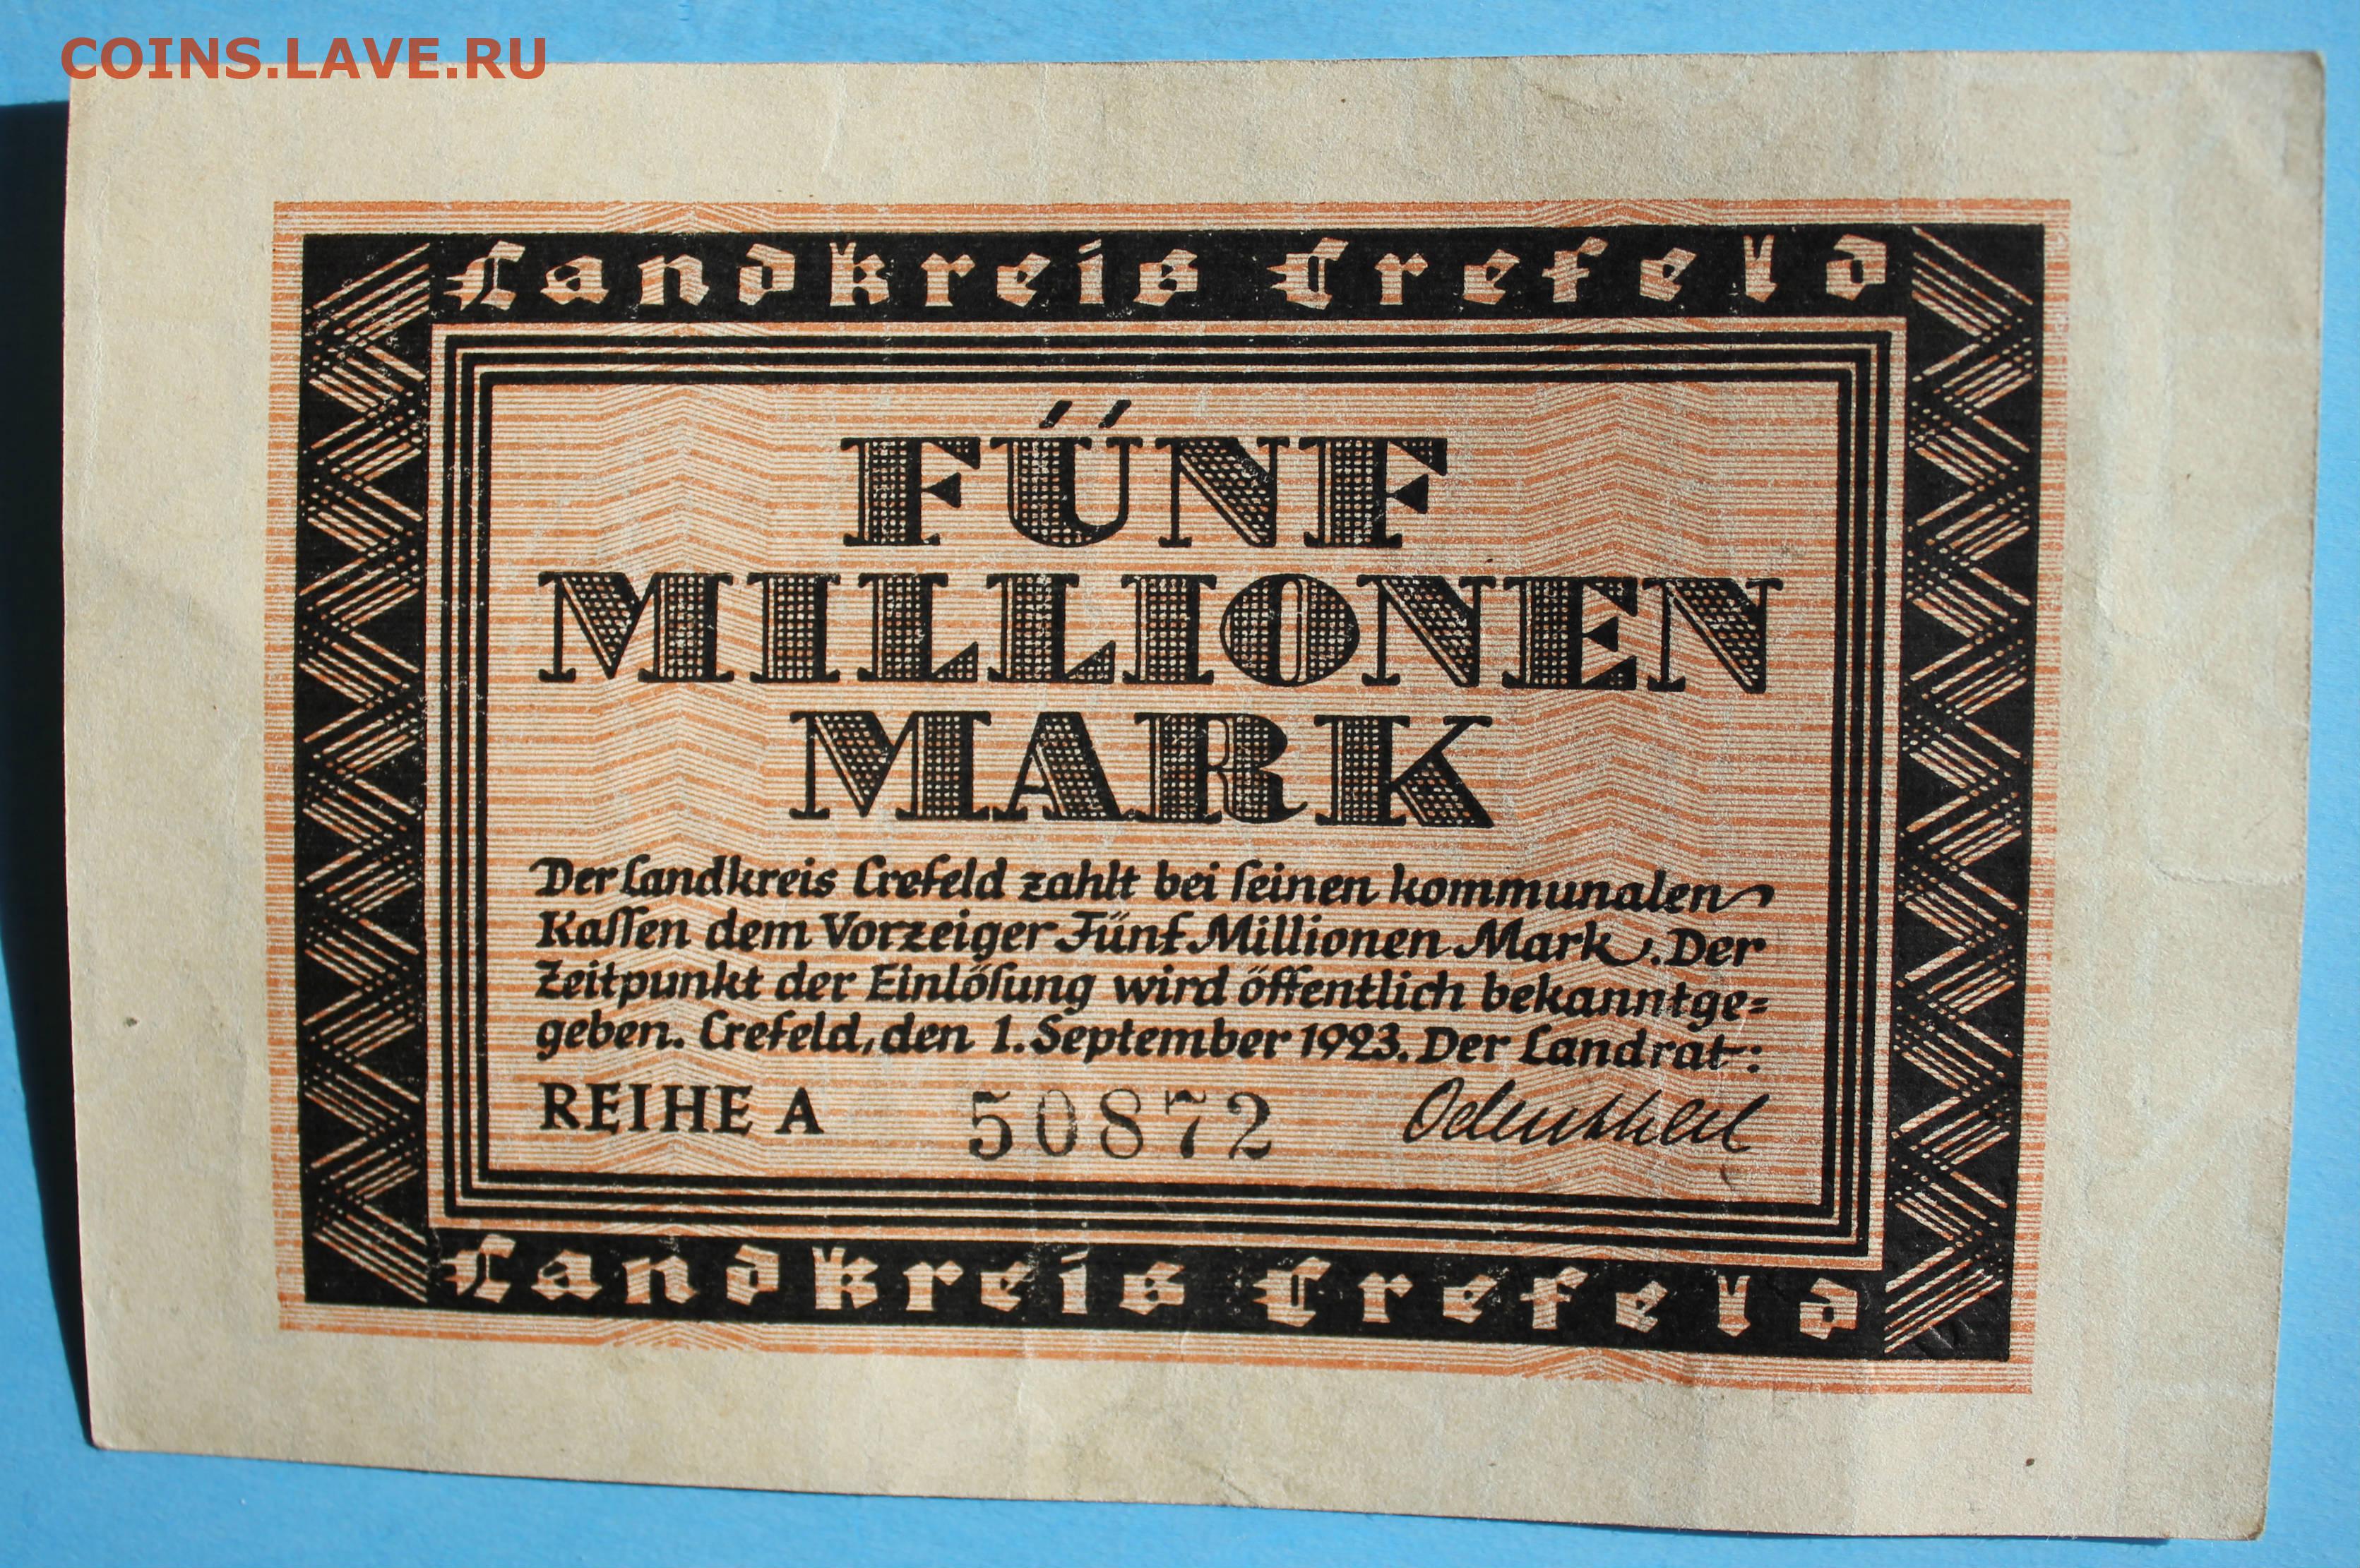 COINS.LAVE.RU
Landkreis Crefeld
FÜNF
MILLIONEN
MARK
Der Landkreis Crefeld zahlt bei ſeinen kommunalen
Kaſſen dem Vorzeiger Fünf Millionen Mark. Der
Zeitpunkt der Einlöſung wird öffentlich bekanntge=
geben. Crefeld, den 1. September 1923. Der Landrat:
REIHE A 50872
Landkreis Crefeld